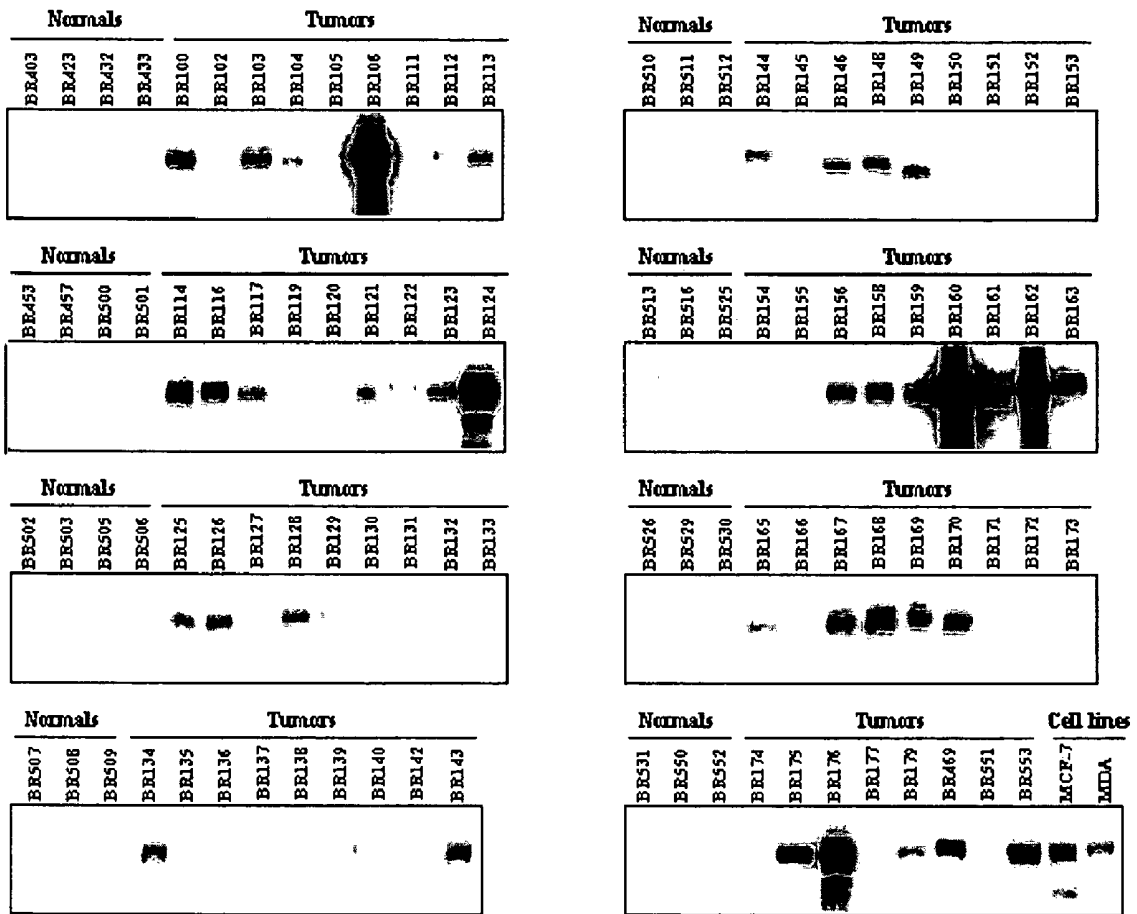 Normals Tumors
BR403 BR423 BR432 BR433 BR100 BR102 BR103 BR104 BR105 BR106 BR111 BR112 BR113
Normals Tumors
BR510 BR511 BR512 BR144 BR145 BR146 BR148 BR149 BR150 BR151 BR152 BR153
Normals Tumors
BR453 BR457 BR500 BR501 BR114 BR116 BR117 BR119 BR120 BR121 BR122 BR123 BR124
Normals Tumors
BR513 BR516 BR525 BR154 BR155 BR156 BR158 BR159 BR160 BR161 BR162 BR163
Normals Tumors
BR502 BR503 BR505 BR506 BR125 BR126 BR127 BR128 BR129 BR130 BR131 BR132 BR133
Normals Tumors
BR526 BR529 BR530 BR165 BR166 BR167 BR168 BR169 BR170 BR171 BR172 BR173
Normals Tumors
BR507 BR508 BR509 BR134 BR135 BR136 BR137 BR138 BR139 BR140 BR142 BR143
Normals Tumors Cell lines
BR531 BR550 BR552 BR174 BR175 BR176 BR177 BR179 BR469 BR551 BR553 MCF-7 MDA